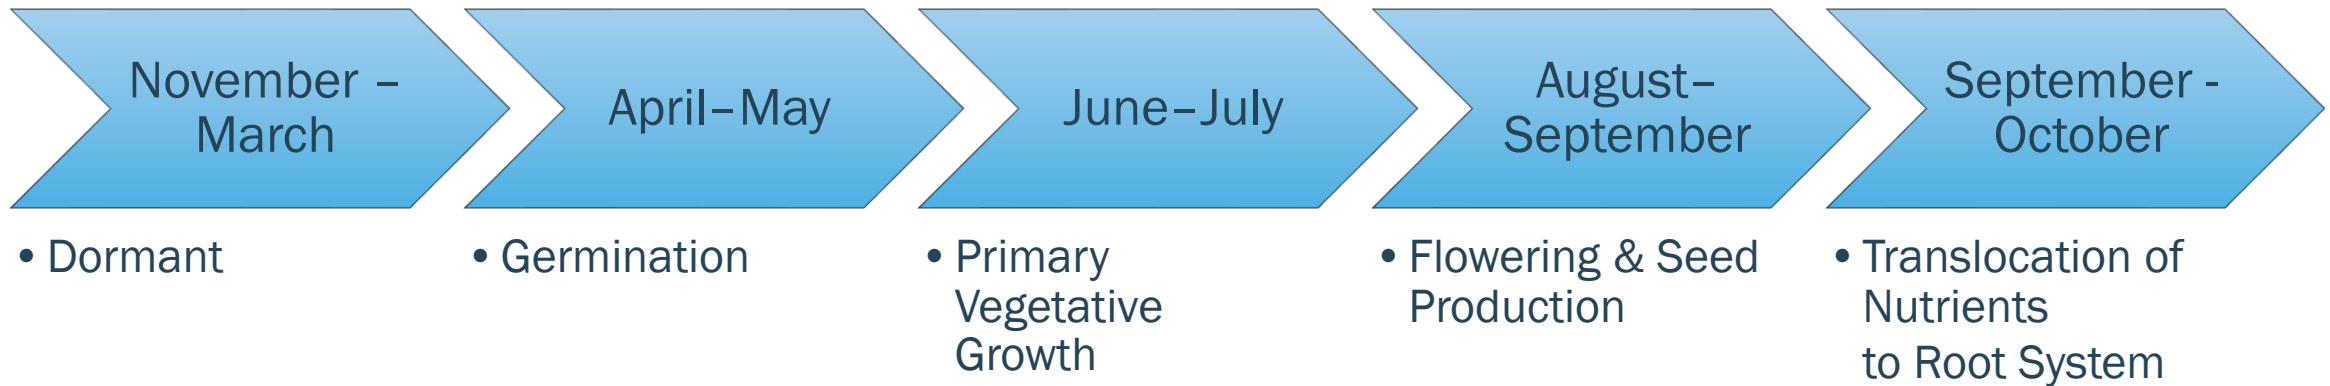 November –
March
• Dormant
April–May
• Germination
June–July
• Primary
Vegetative
Growth
August–
September
• Flowering & Seed
Production
September -
October
• Translocation of
Nutrients
to Root System